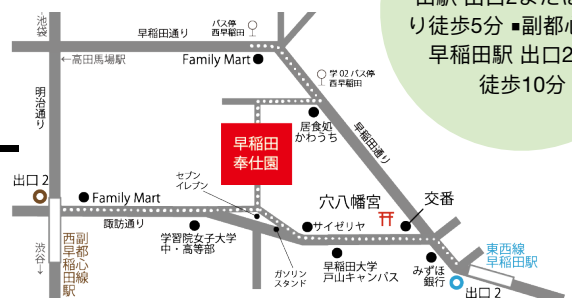 田駅 出口2または
り徒歩5分 ■副都心
早稲田駅 出口2
徒歩10分
↑池袋
早稲田通り
バス停
西早稲田
←高田馬場駅
Family Mart
学02 バス停
西早稲田
明治通り
居食処
かわうち
早稲田通り
早稲田
奉仕園
セブン
イレブン
出口 2
Family Mart
穴八幡宮
交番
諏訪通り
サイゼリヤ
学習院女子大学
中・高等部
副都心線
西早稲田駅
渋谷↓
ガソリン
スタンド
早稲田大学
戸山キャンパス
みずほ
銀行
東西線
早稲田駅
出口 2